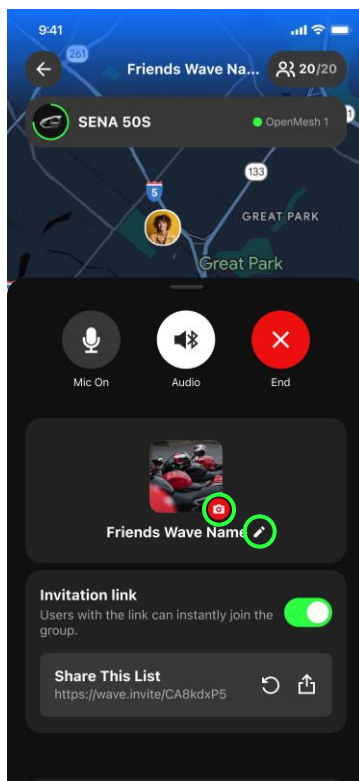 9:41
261
Friends Wave Na... 20/20
SENA 50S
OpenMesh 1
133
5
GREAT PARK
Great Park
Mic On
Audio
End
Friends Wave Name
Invitation link
Users with the link can instantly join the
group.
Share This List
https://wave.invite/CA8kdxP5